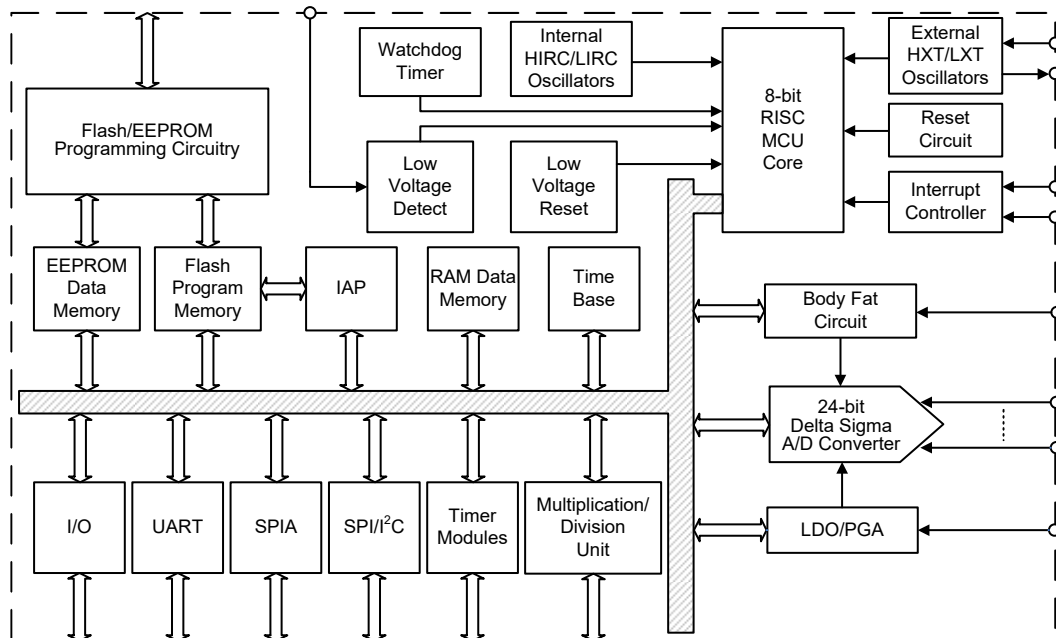 Watchdog
Timer
Internal
HIRC/LIRC
Oscillators
8-bit
RISC
MCU
Core
External
HXT/LXT
Oscillators
Flash/EEPROM
Programming Circuitry
Low
Voltage
Detect
Low
Voltage
Reset
Reset
Circuit
Interrupt
Controller
EEPROM
Data
Memory
Flash
Program
Memory
IAP
RAM Data
Memory
Time
Base
Body Fat
Circuit
24-bit
Delta Sigma
A/D Converter
I/O
UART
SPIA
SPI/I²C
Timer
Modules
Multiplication/
Division
Unit
LDO/PGA